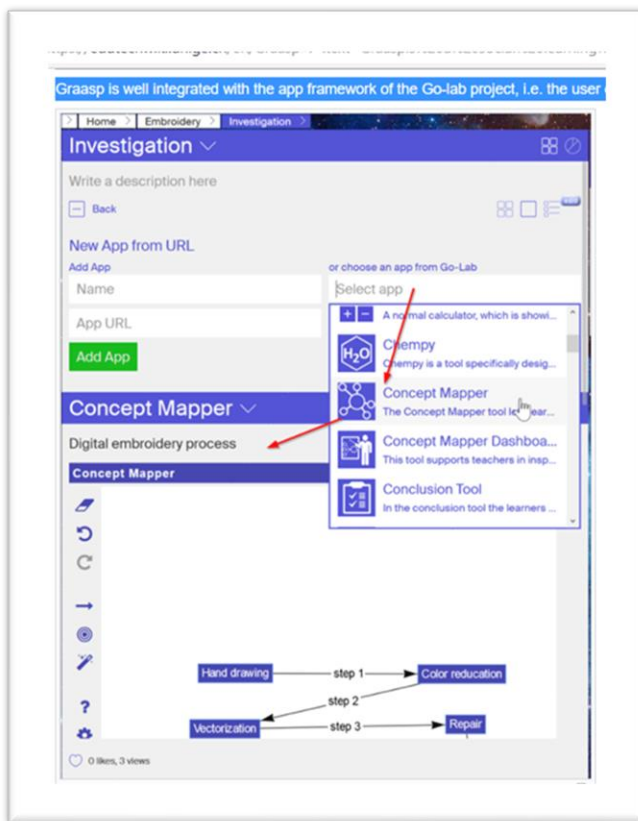 Graasp is well integrated with the app framework of the Go-lab project, i.e. the user
Home > Embroidery > Investigation >
Investigation
Write a description here
Back
New App from URL
Add App
or choose an app from Go-Lab
Name
Select app
App URL
Add App
A normal calculator, which is showi...
H₂O
Chempy
Chempy is a tool specifically desig...
Concept Mapper
The Concept Mapper tool
Concept Mapper Dashboa...
This tool supports teachers in insp...
Conclusion Tool
In the conclusion tool the learners ...
Concept Mapper
Digital embroidery process
Concept Mapper
?
Hand drawing
step 1
Color reducation
step 2
Vectorization
step 3
Repair
0 likes, 3 views